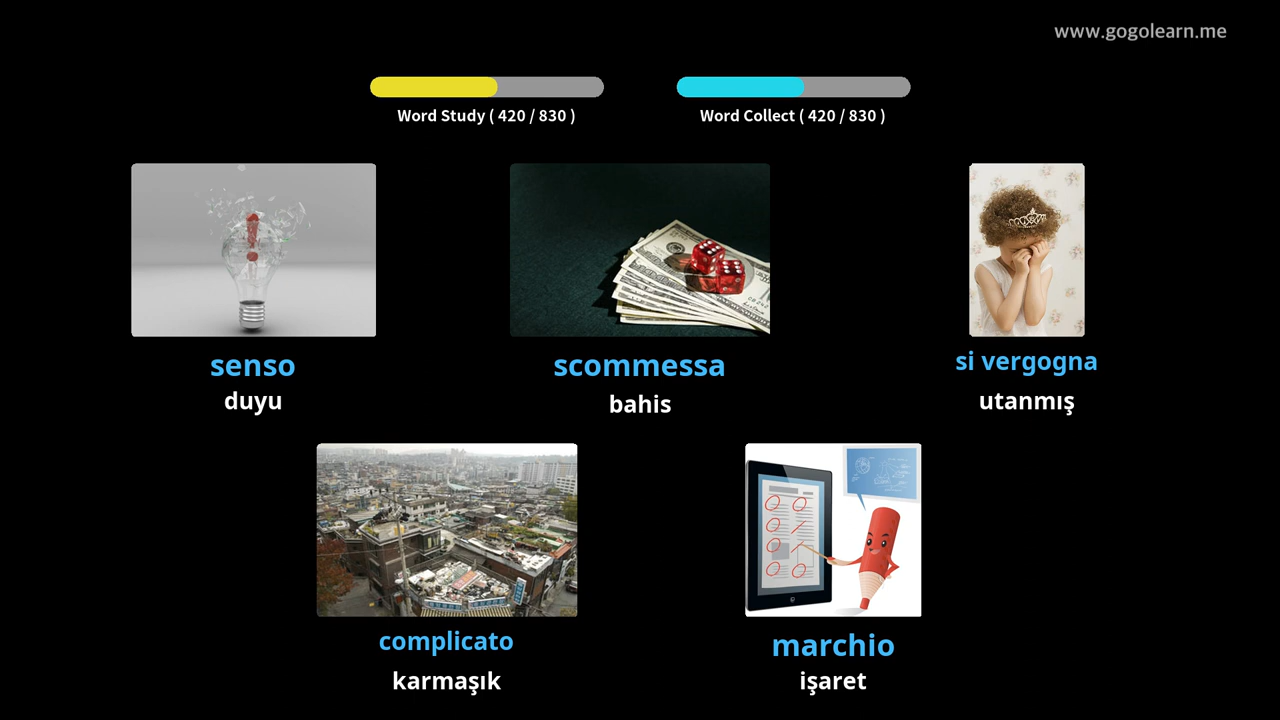 www.gogolearn.me
Word Study ( 420 / 830 )
Word Collect ( 420 / 830 )
senso
duyu
scommessa
bahis
si vergogna
utanmış
complicato
karmaşık
marchio
işaret